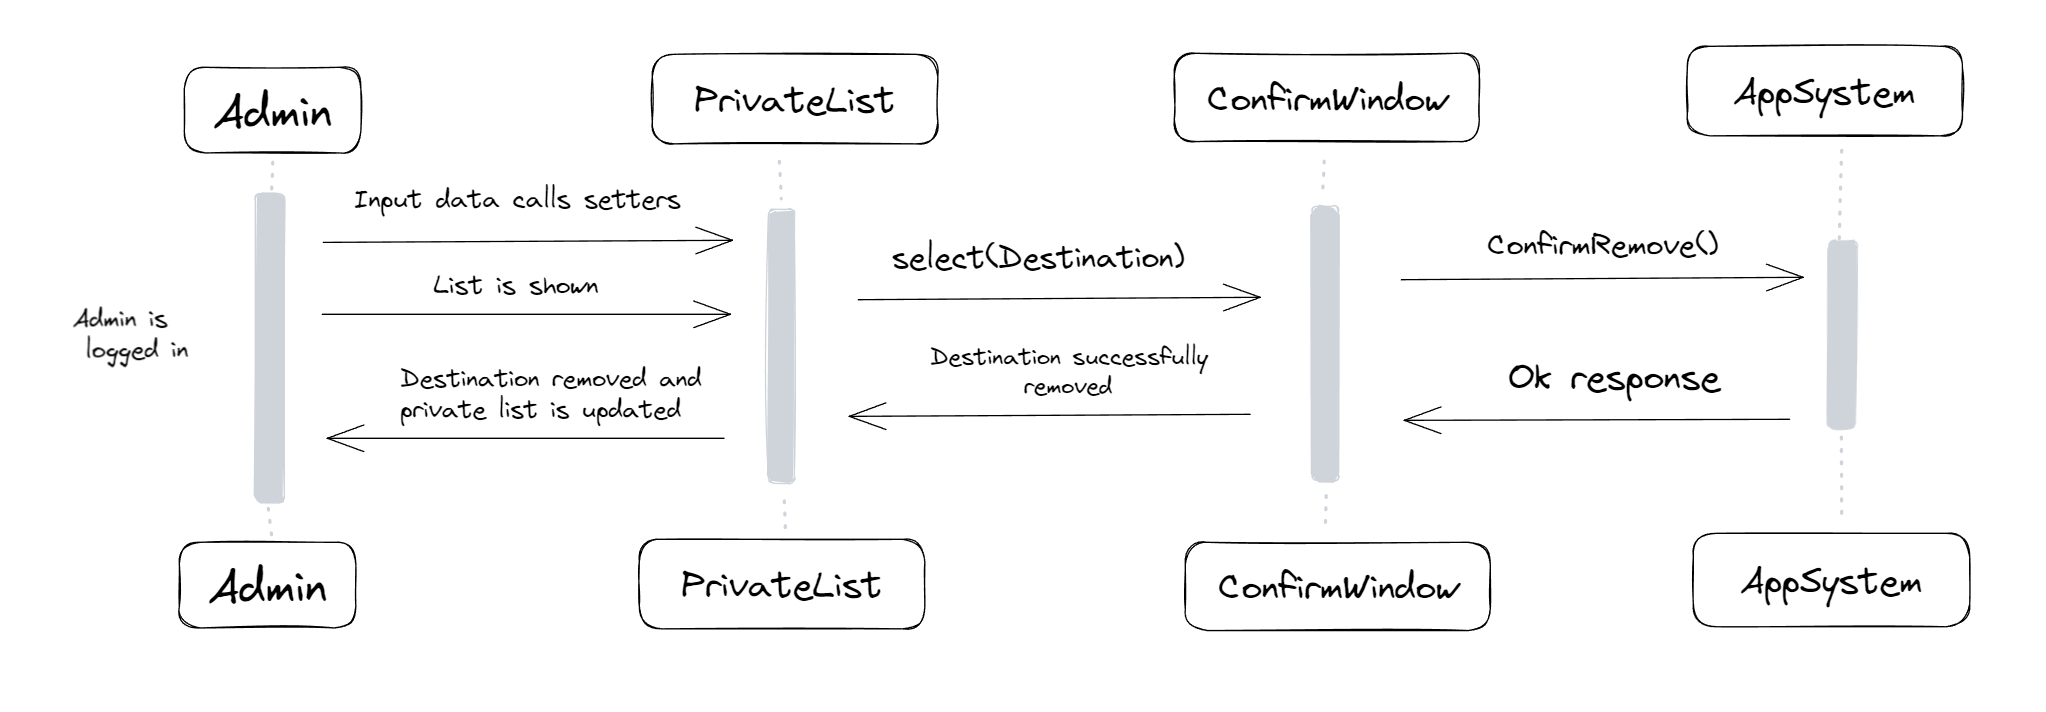 Admin
PrivateList
ConfirmWindow
AppSystem
Input data calls setters
select(Destination)
ConfirmRemove()
List is shown
Admin is
logged in
Destination successfully
removed
Destination removed and
private list is updated
Ok response
Admin
PrivateList
ConfirmWindow
AppSystem